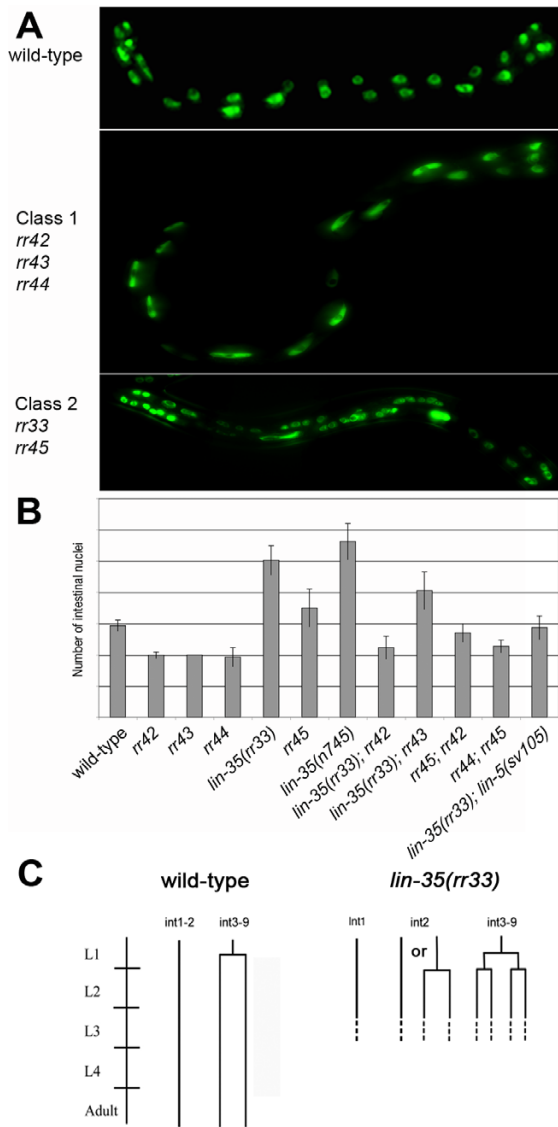 A
wild-type
Class 1
rr42
rr43
rr44
Class 2
rr33
rr45
B
Number of intestinal nuclei
wild-type
rr42
rr43
rr44
lin-35(rr33)
rr45
lin-35(n745)
lin-35(rr33); rr42
lin-35(rr33); rr43
rr45; rr42
rr44; rr45
lin-35(rr33); lin-5(sv105)
C
wild-type
lin-35(rr33)
int1-2
int3-9
Int1
int2
int3-9
or
L1
L2
L3
L4
Adult